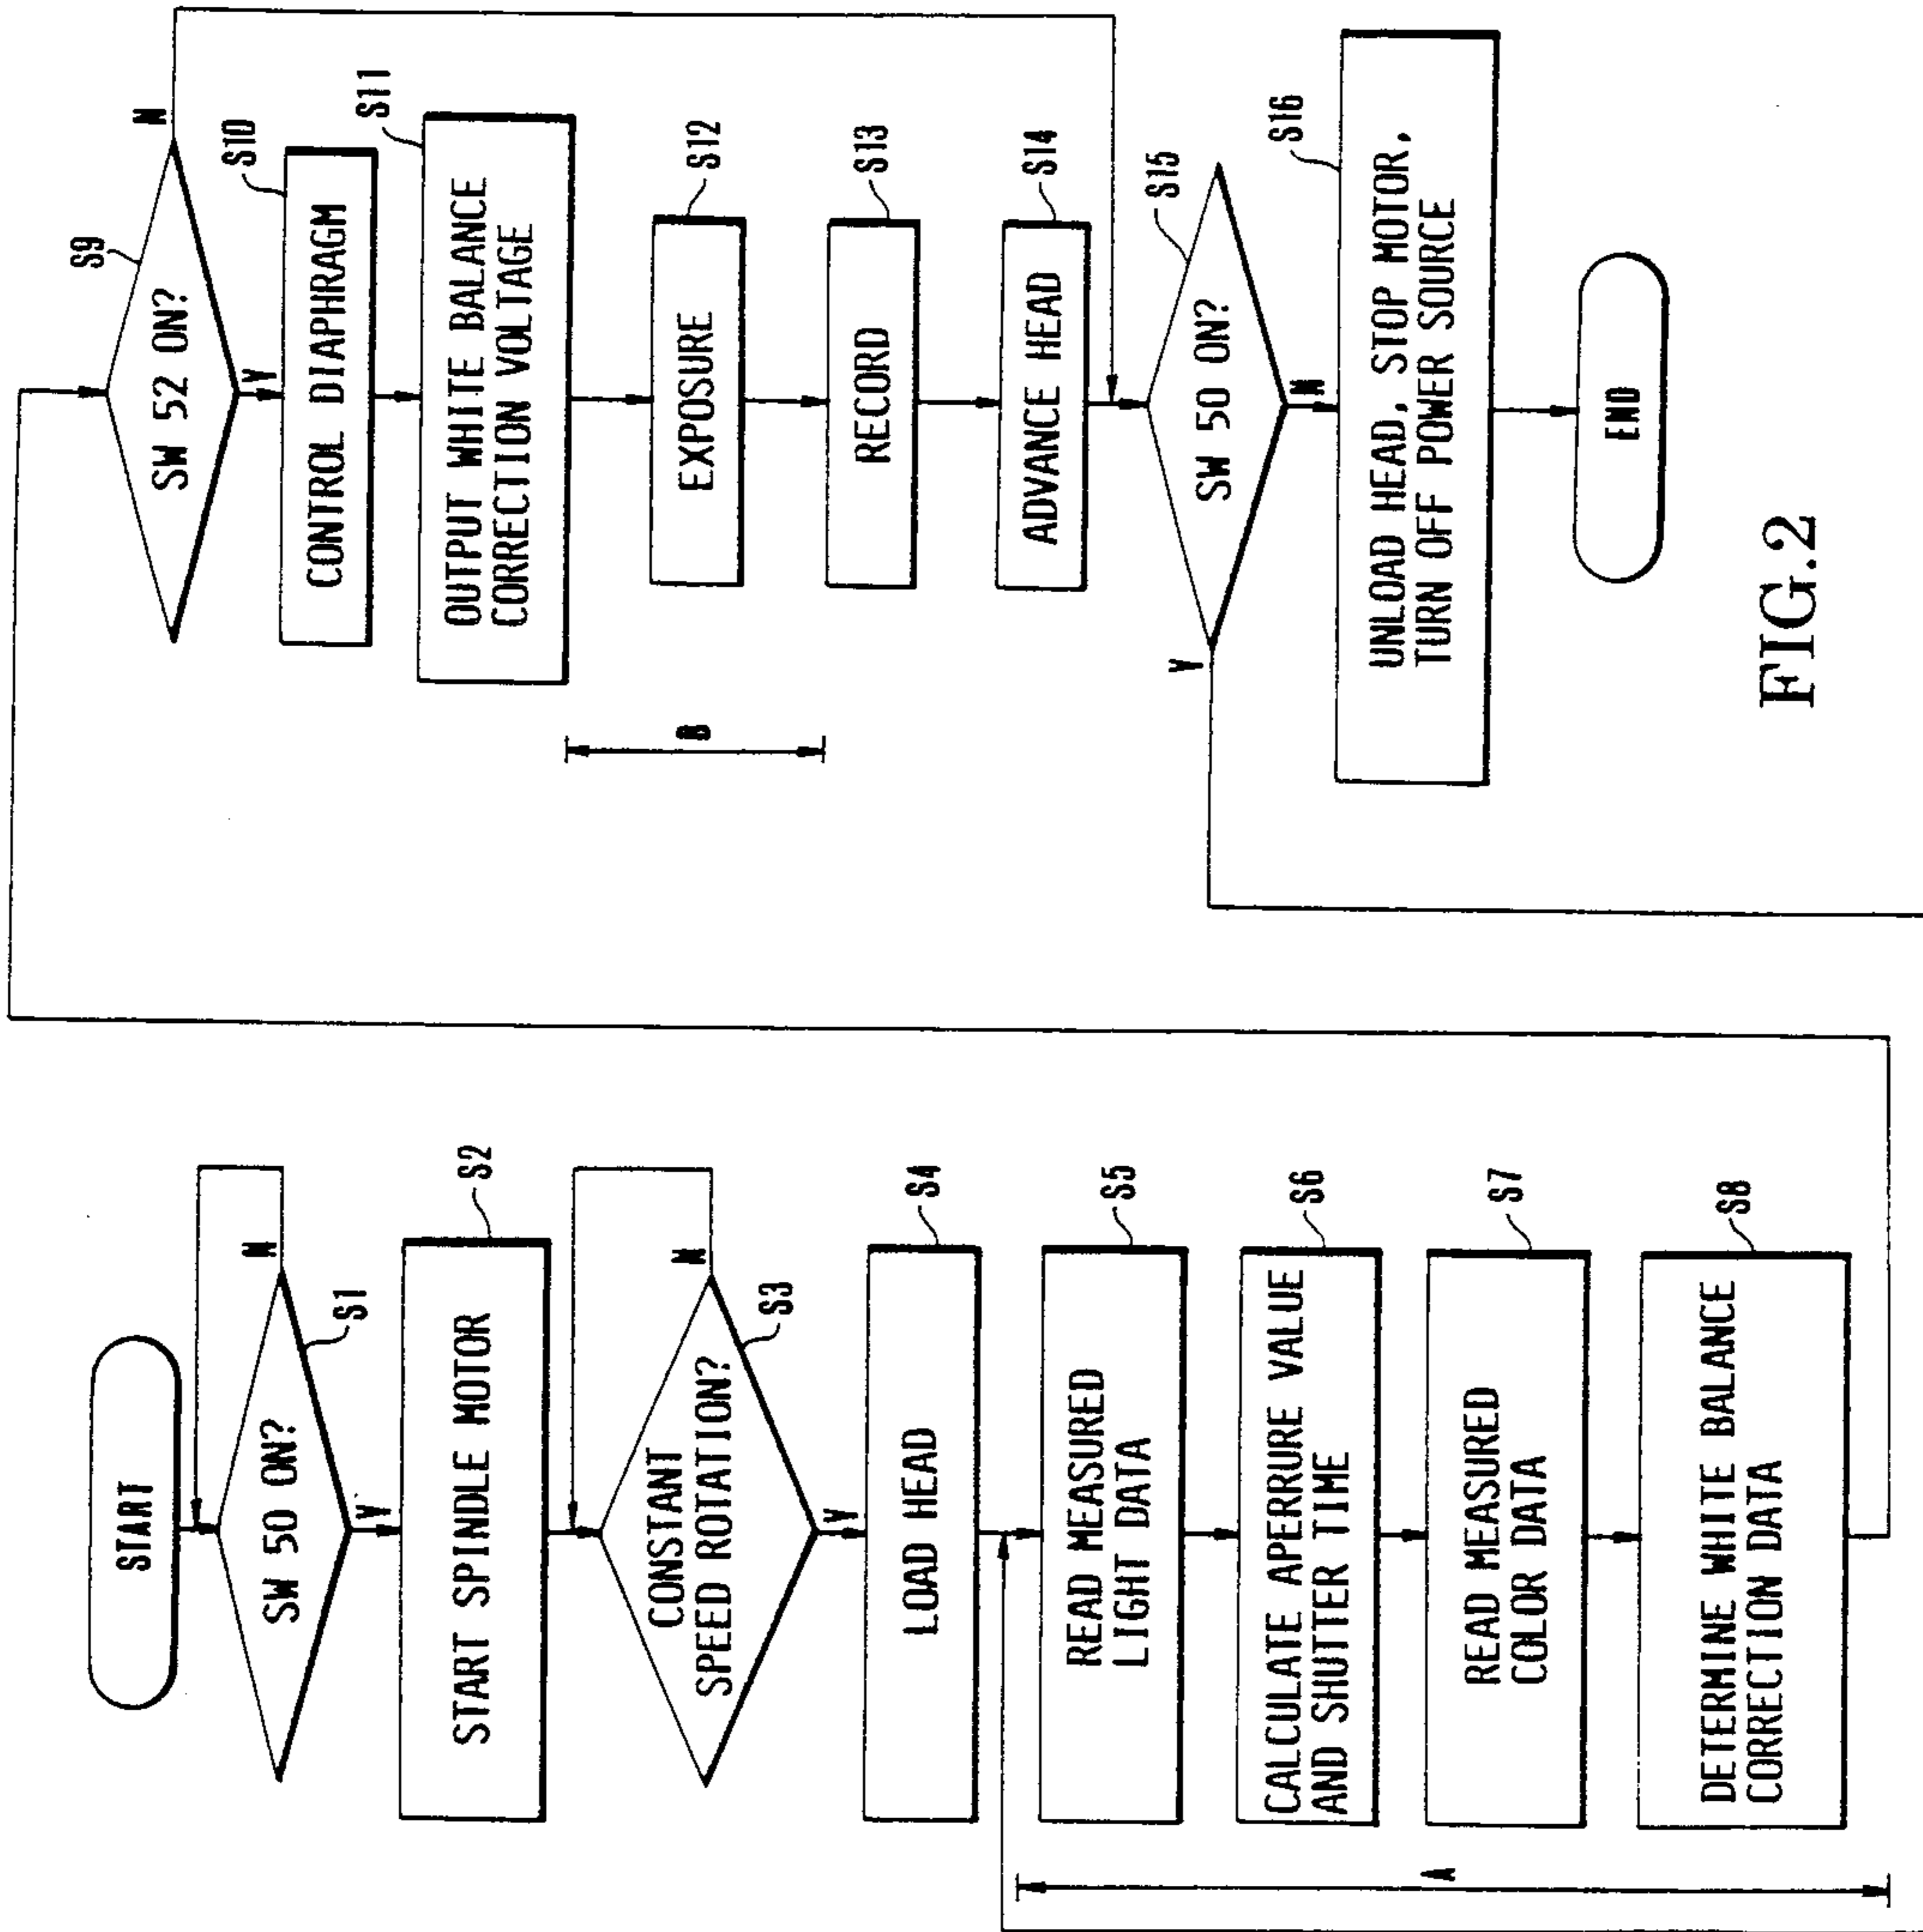 START
SW 50 ON?
S1
N
Y
START SPINDLE MOTOR
S2
CONSTANT
SPEED ROTATION?
S3
N
Y
LOAD HEAD
S4
READ MEASURED
LIGHT DATA
S5
CALCULATE APERRURE VALUE
AND SHUTTER TIME
S6
READ MEASURED
COLOR DATA
S7
DETERMINE WHITE BALANCE
CORRECTION DATA
S8
A
SW 52 ON?
S9
N
Y
CONTROL DIAPHRAGM
S10
OUTPUT WHITE BALANCE
CORRECTION VOLTAGE
S11
EXPOSURE
S12
B
RECORD
S13
ADVANCE HEAD
S14
SW 50 ON?
S15
Y
N
UNLOAD HEAD, STOP MOTOR,
TURN OFF POWER SOURCE
S16
END
FIG.2